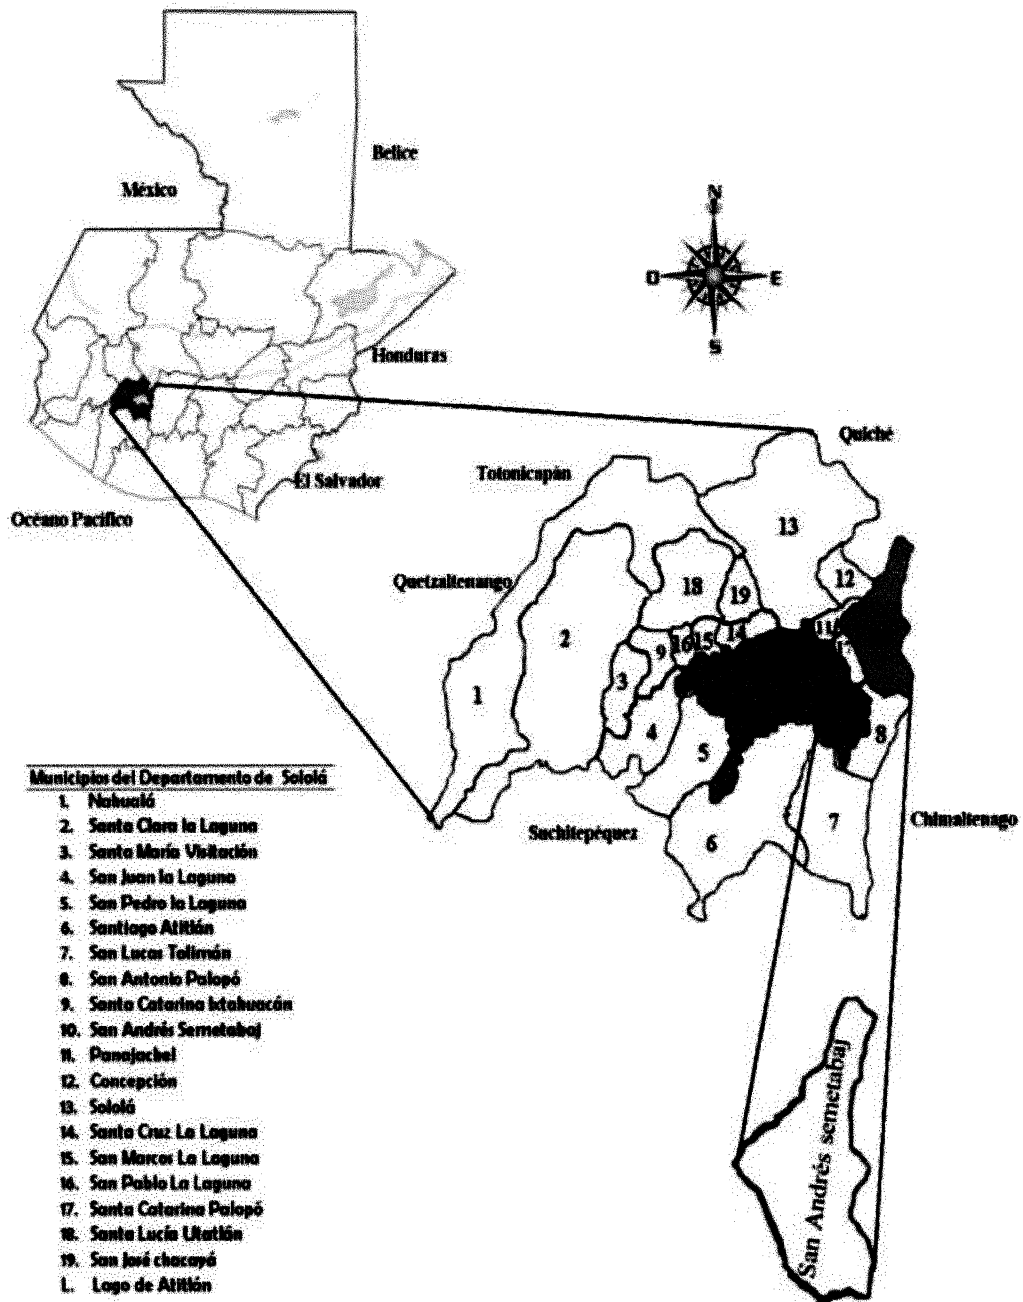 Belice
México
N
O
E
S
Honduras
Quiché
El Salvador
Totonicapán
Océano Pacífico
13
Quetzaltenango
12
18
19
2
11
14
15
16
9
17
3
1
4
8
5
Municipios del Departamento de Sololá
1. Nahualá
2. Santa Clara la Laguna
3. Santa María Visitación
4. San Juan la Laguna
5. San Pedro la Laguna
6. Santiago Atitlán
7. San Lucas Tolimán
8. San Antonio Palopó
9. Santa Catarina Ixtahuacán
10. San Andrés Semetabaj
11. Panajachel
12. Concepción
13. Sololá
14. Santa Cruz La Laguna
15. San Marcos La Laguna
16. San Pablo La Laguna
17. Santa Catarina Palopó
18. Santa Lucía Utatlán
19. San José chacayá
L. Lago de Atitlán
Suchitepéquez
6
7
Chimaltenago
San Andrés semetabaj